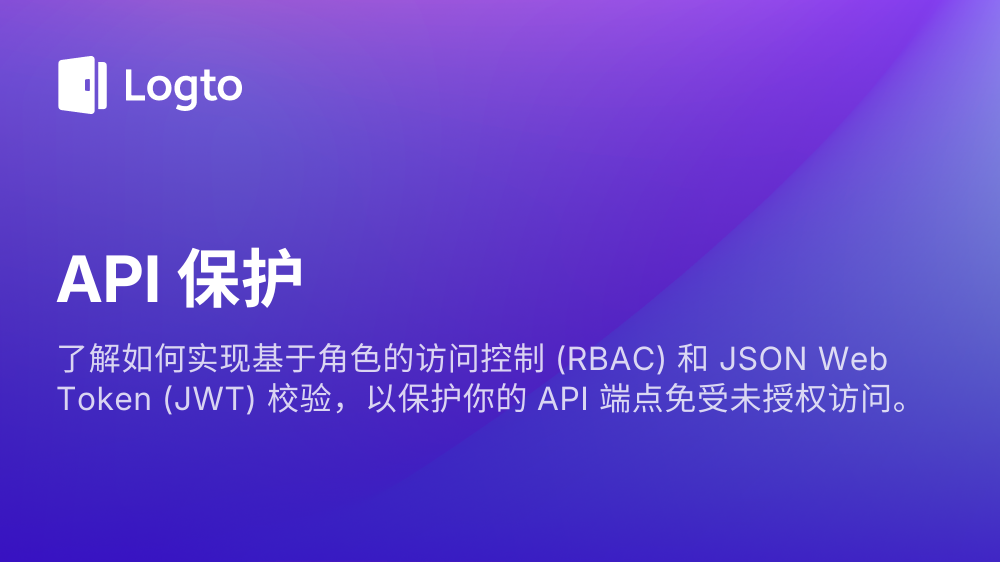 Logto
API 保护
了解如何实现基于角色的访问控制 (RBAC) 和 JSON Web
Token (JWT) 校验，以保护你的 API 端点免受未授权访问。